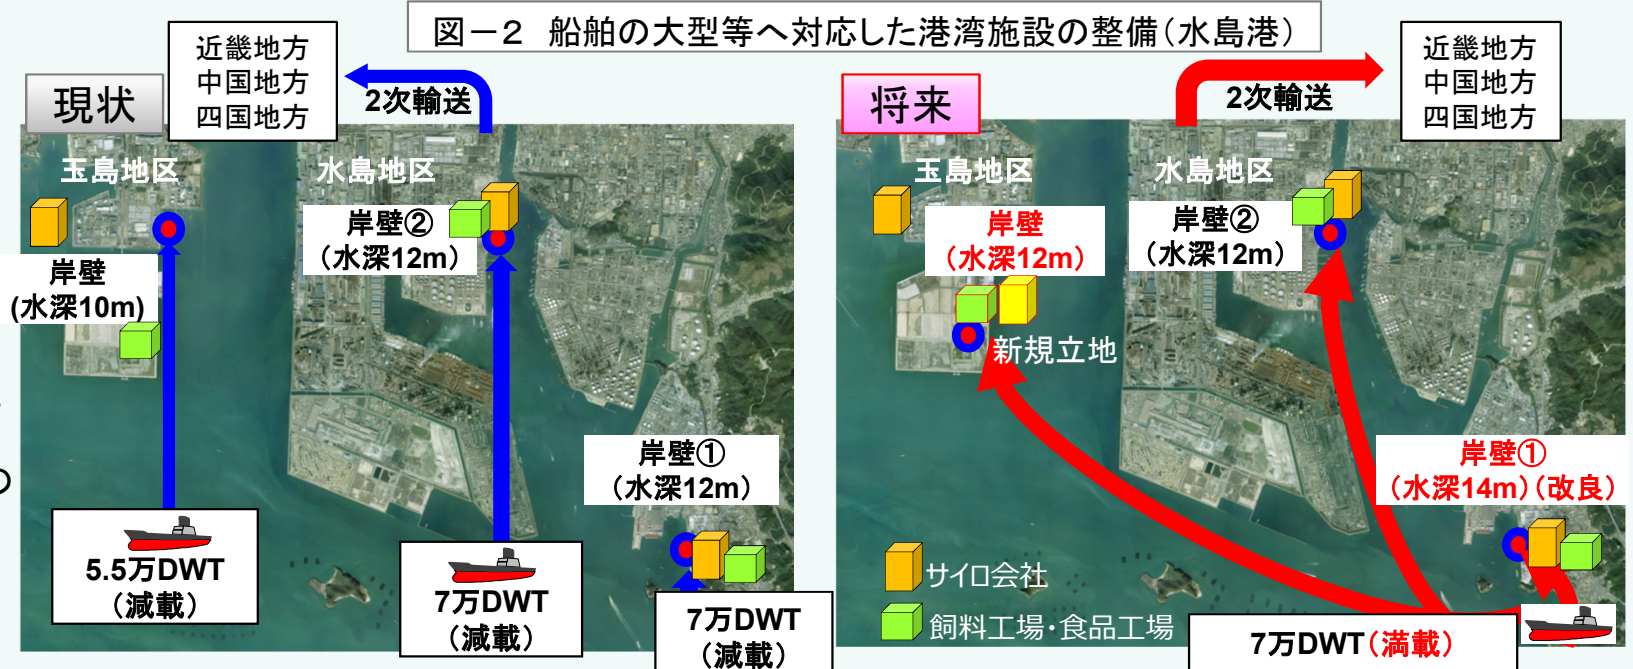 図－2 船舶の大型等へ対応した港湾施設の整備(水島港)
現状
近畿地方
中国地方
四国地方
2次輸送
玉島地区
水島地区
岸壁②
(水深12m)
岸壁
(水深10m)
岸壁①
(水深12m)
5.5万DWT
(減載)
7万DWT
(減載)
7万DWT
(減載)
の
将来
2次輸送
近畿地方
中国地方
四国地方
玉島地区
水島地区
岸壁
(水深12m)
岸壁②
(水深12m)
新規立地
岸壁①
(水深14m)(改良)
サイロ会社
飼料工場・食品工場
7万DWT(満載)